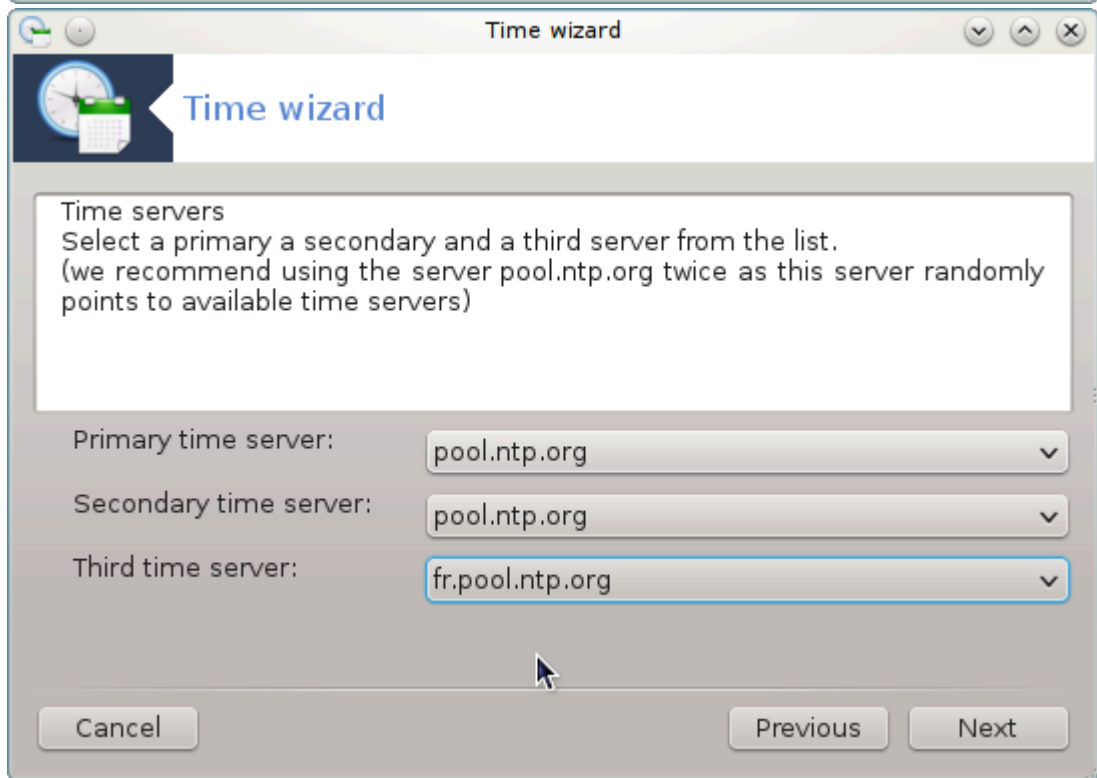 Time wizard
Time wizard
Time servers
Select a primary a secondary and a third server from the list.
(we recommend using the server pool.ntp.org twice as this server randomly
points to available time servers)
Primary time server:
pool.ntp.org
Secondary time server:
pool.ntp.org
Third time server:
fr.pool.ntp.org
Cancel
Previous
Next